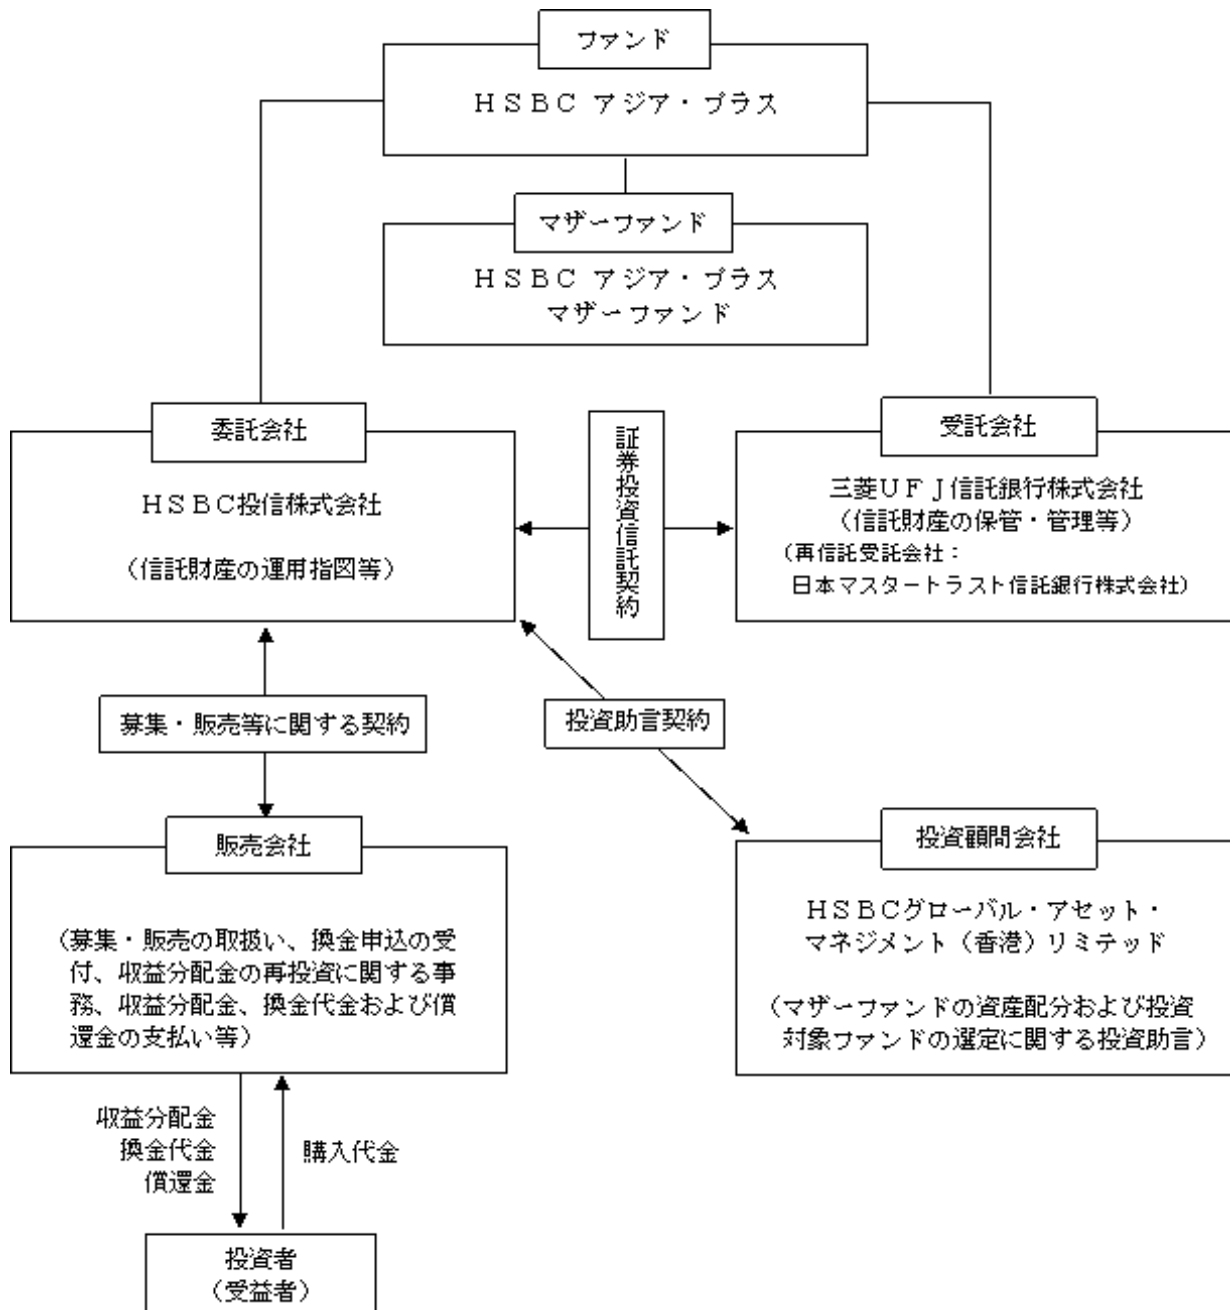 ファンド
ＨＳＢＣ アジア・プラス
マザーファンド
ＨＳＢＣ アジア・プラス
マザーファンド
委託会社
ＨＳＢＣ投信株式会社
（信託財産の運用指図等）
証券投資信託契約
受託会社
三菱ＵＦＪ信託銀行株式会社
（信託財産の保管・管理等）
（再信託受託会社：
日本マスタートラスト信託銀行株式会社）
募集・販売等に関する契約
投資助言契約
販売会社
（募集・販売の取扱い、換金申込の受
付、収益分配金の再投資に関する事
務、収益分配金、換金代金および償
還金の支払い等）
投資顧問会社
ＨＳＢＣグローバル・アセット・
マネジメント（香港）リミテッド
（マザーファンドの資産配分および投資
対象ファンドの選定に関する投資助言）
収益分配金
換金代金
償還金
購入代金
投資者
（受益者）